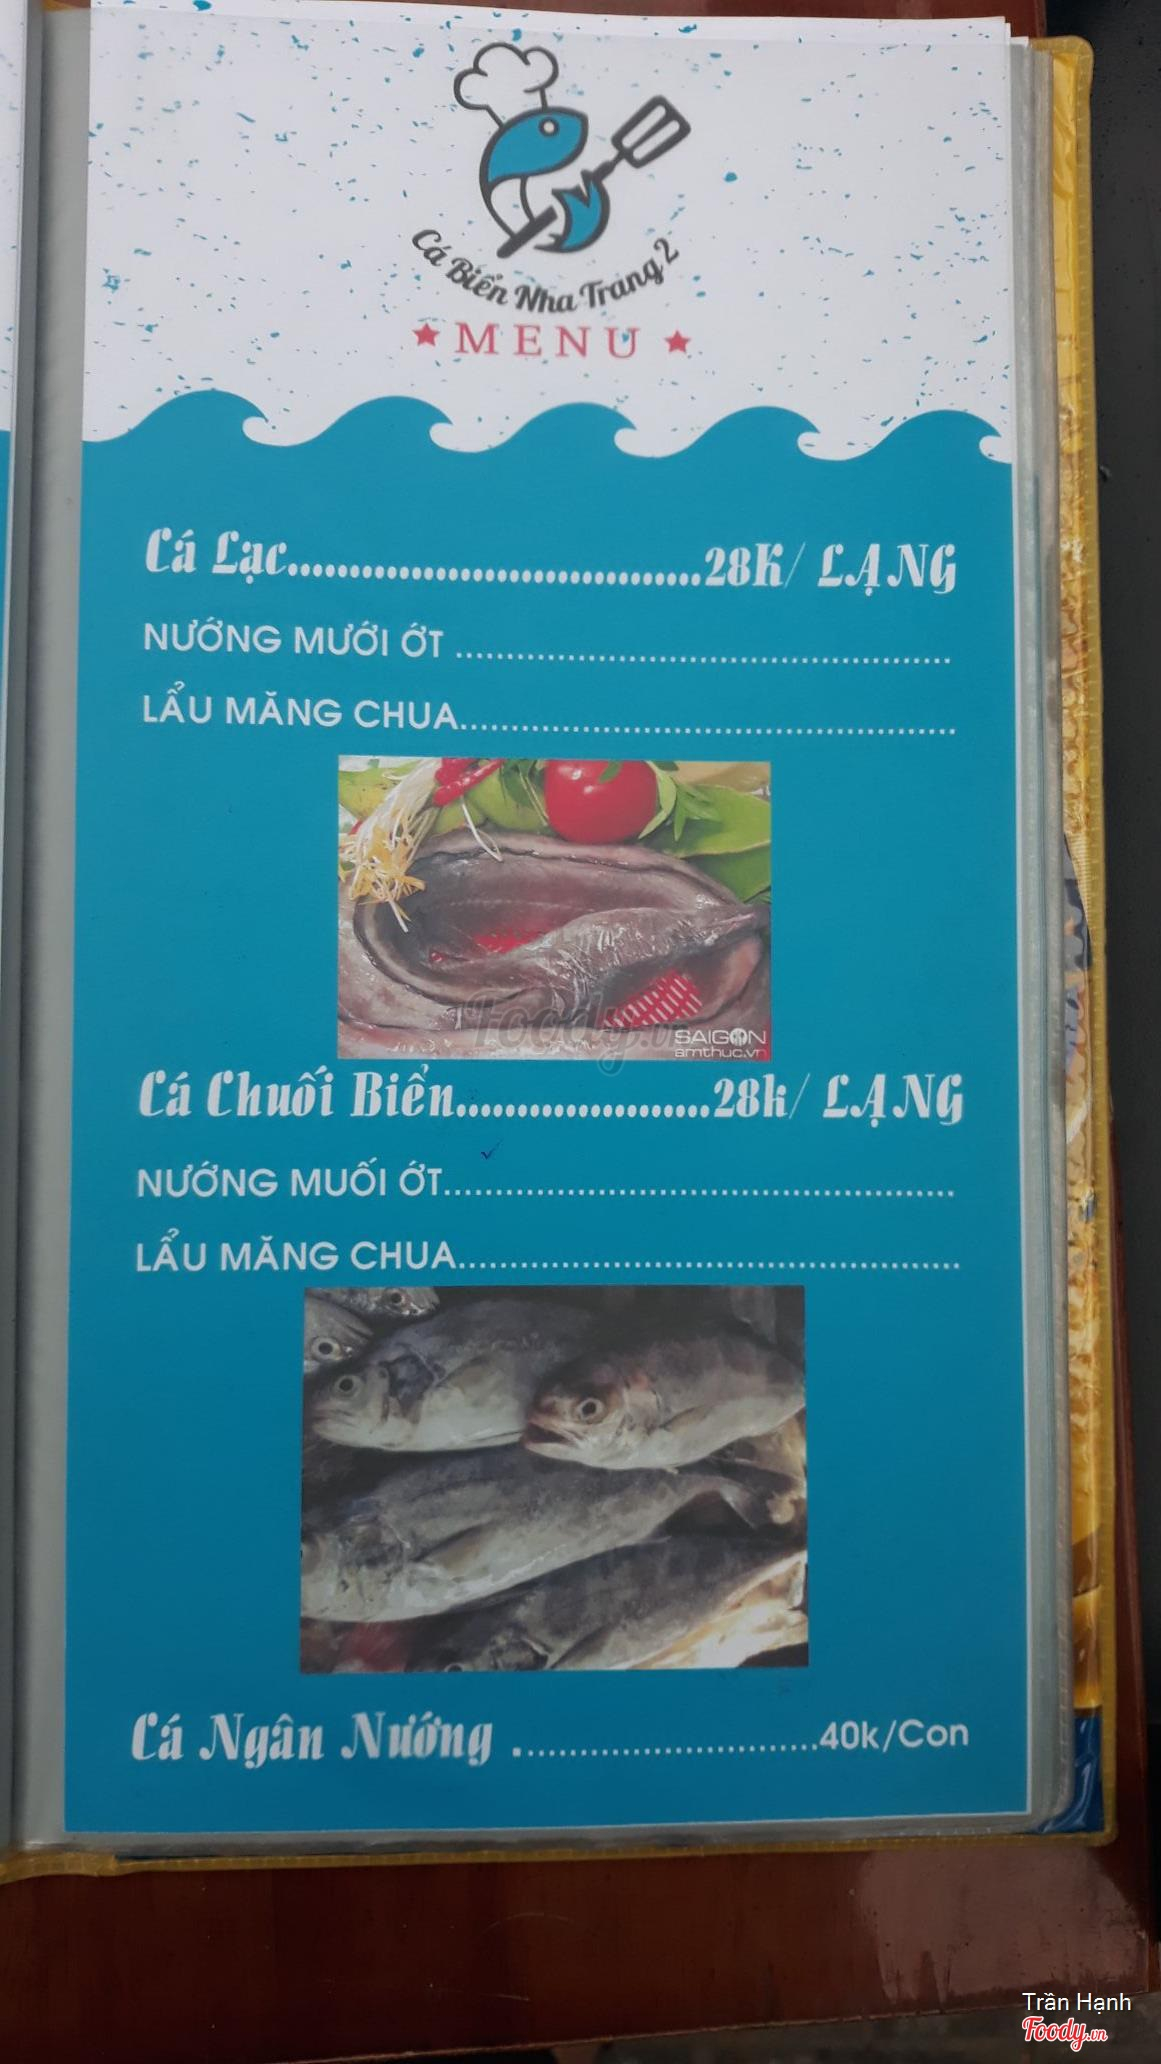 Cá Biển Nha Trang 2
MENU
Cá Lạc..................................28K/ LẠNG
NƯỚNG MƯỚI ỚT ................................................
LẨU MĂNG CHUA................................................
Foody.vn
SAIGON
amthuc.vn
Cá Chuối Biển.....................28k/ LẠNG
NƯỚNG MUỐI ỚT.................................................
LẨU MĂNG CHUA................................................
Cá Ngân Nướng .............................40k/Con
Trần Hạnh
Foody.vn